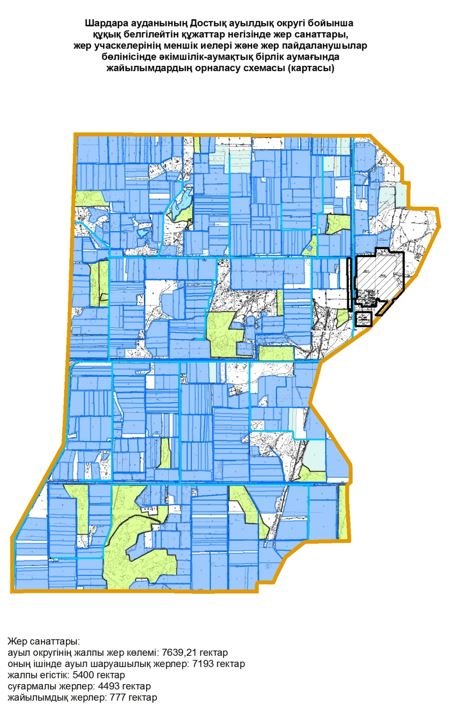 Шардара ауданының Достық ауылдық округі бойынша
құқық белгілейтін құжаттар негізінде жер санаттары,
жер учаскелерінің меншік иелері және жер пайдаланушылар
бөлінісінде әкімшілік-аумақтық бірлік аумағында
жайылымдардың орналасу схемасы (картасы)
Жер санаттары:
ауыл округінің жалпы жер көлемі: 7639,21 гектар
оның ішінде ауыл шаруашылық жерлер: 7193 гектар
жалпы егістік: 5400 гектар
суғармалы жерлер: 4493 гектар
жайылымдық жерлер: 777 гектар